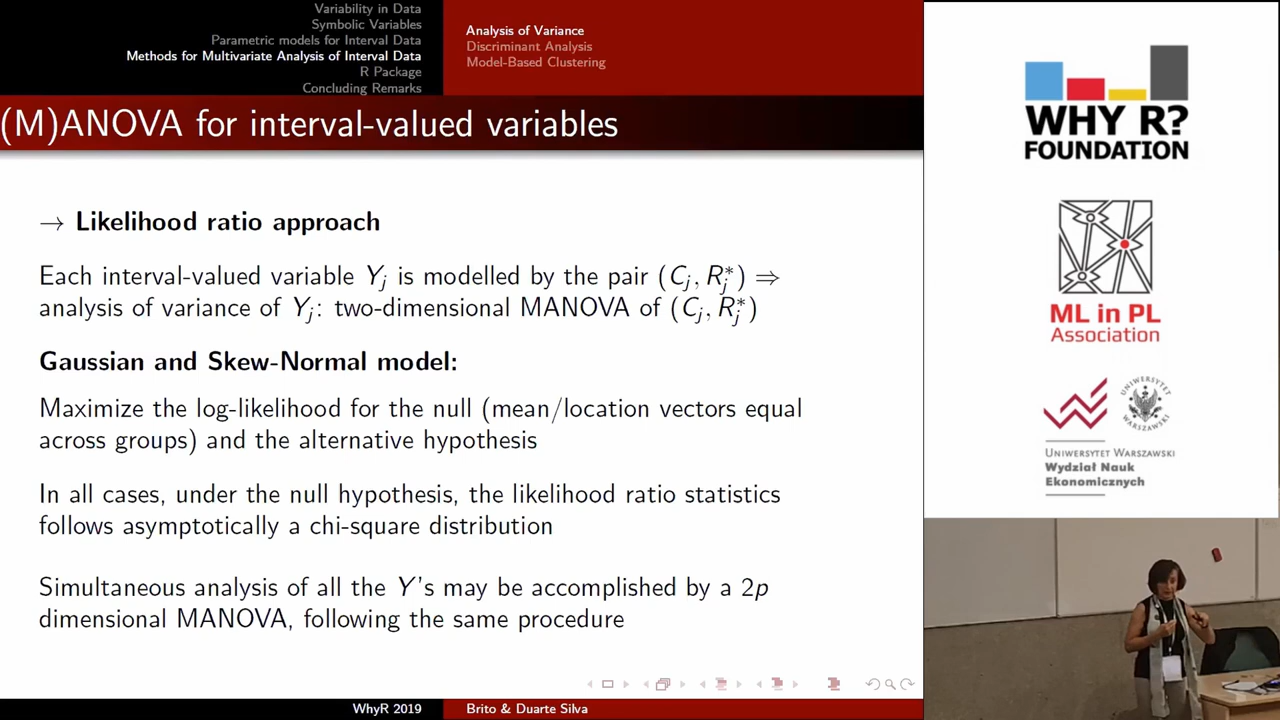 Variability in Data
Symbolic Variables
Parametric models for Interval Data
Methods for Multivariate Analysis of Interval Data
R Package
Concluding Remarks
Analysis of Variance
Discriminant Analysis
Model-Based Clustering
(M)ANOVA for interval-valued variables
→ Likelihood ratio approach
Each interval-valued variable Yj is modelled by the pair (Cj, Rj*) ⇒
analysis of variance of Yj: two-dimensional MANOVA of (Cj, Rj*)
Gaussian and Skew-Normal model:
Maximize the log-likelihood for the null (mean/location vectors equal
across groups) and the alternative hypothesis
In all cases, under the null hypothesis, the likelihood ratio statistics
follows asymptotically a chi-square distribution
Simultaneous analysis of all the Y's may be accomplished by a 2p
dimensional MANOVA, following the same procedure
WhyR 2019
Brito & Duarte Silva
WHY R?
FOUNDATION
ML in PL
Association
UNIWERSYTET
WARSZAWSKI
UNIWERSYTET WARSZAWSKI
Wydział Nauk
Ekonomicznych